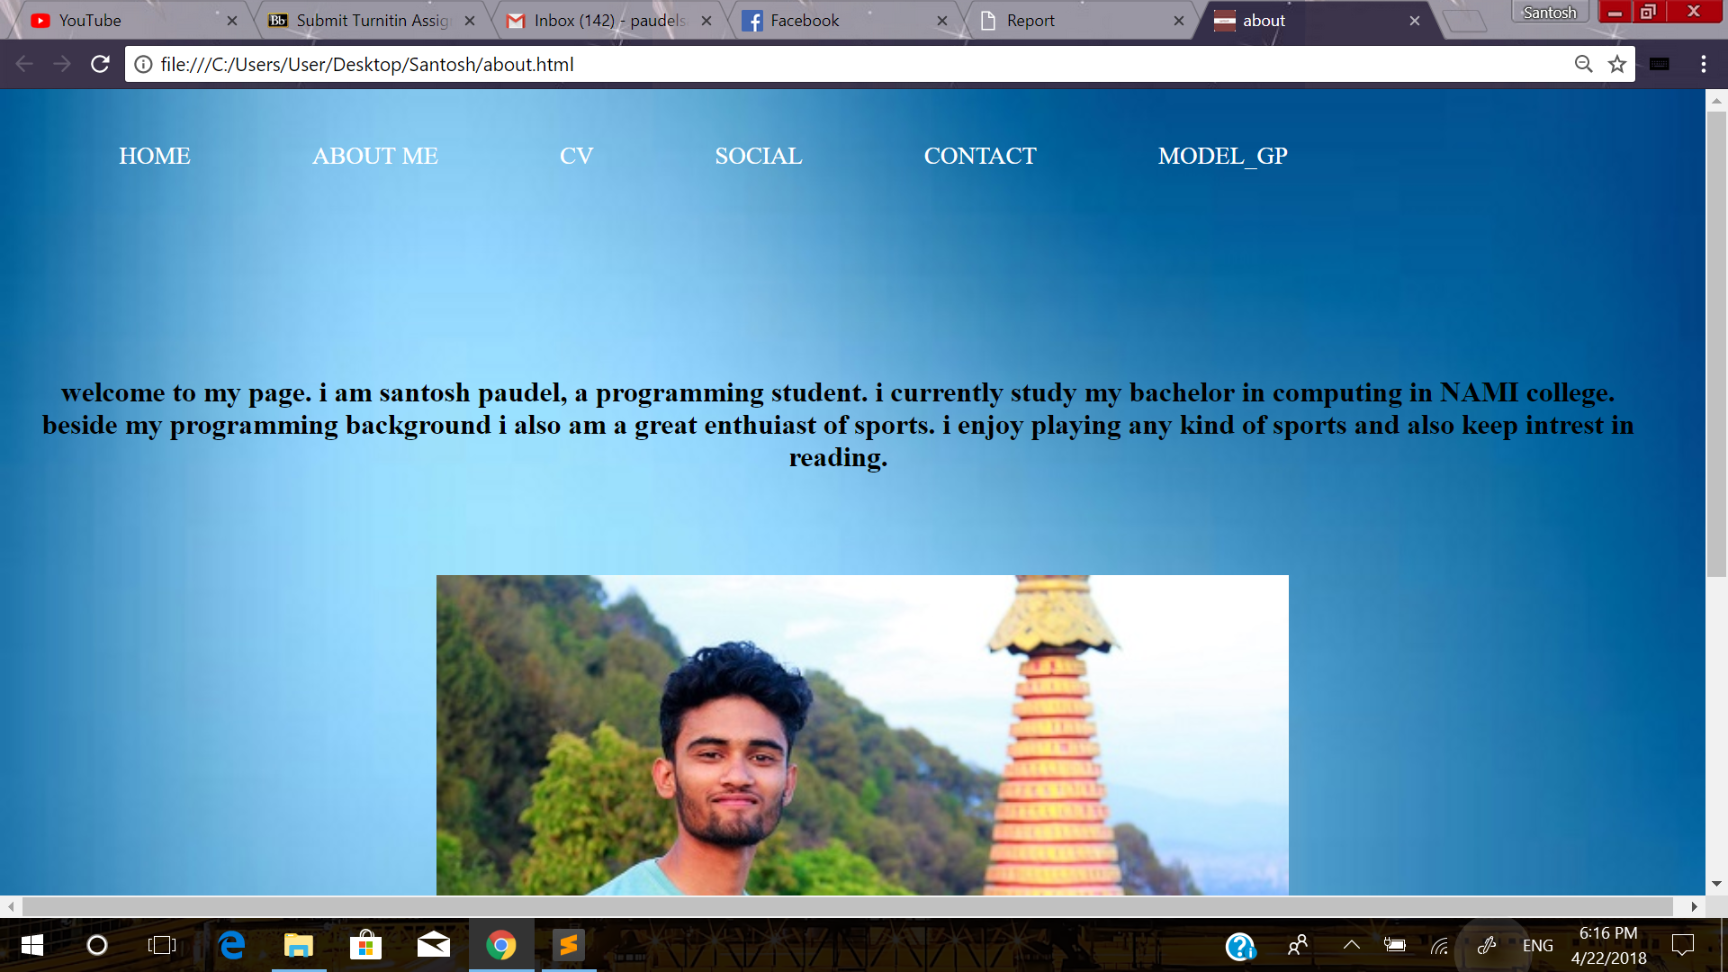 YouTube
Submit Turnitin Assig
Inbox (142) - paudels
Facebook
Report
about
Santosh
file:///C:/Users/User/Desktop/Santosh/about.html
HOME ABOUT ME CV SOCIAL CONTACT MODEL_GP
welcome to my page. i am santosh paudel, a programming student. i currently study my bachelor in computing in NAMI college.
beside my programming background i also am a great enthuiast of sports. i enjoy playing any kind of sports and also keep intrest in
reading.
ENG
6:16 PM
4/22/2018